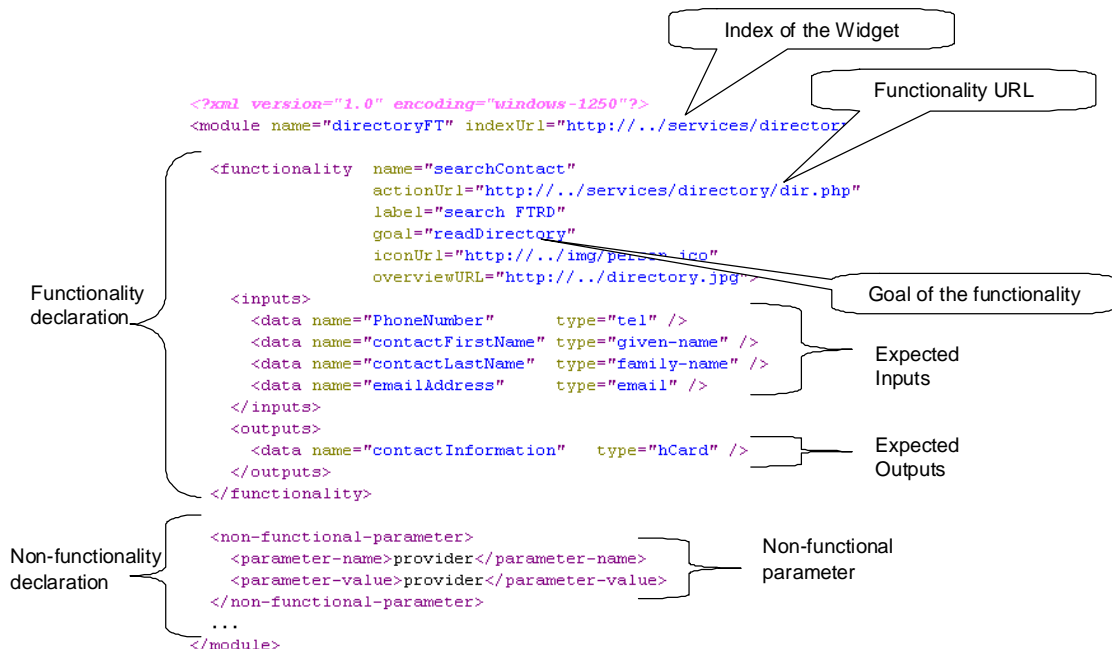 Index of the Widget
Functionality URL
<?xml version="1.0" encoding="windows-1250"?>
<module name="directoryFT" indexUrl="http://../services/directory
<functionality name="searchContact"
actionUrl="http://../services/directory/dir.php"
label="search FTRD"
goal="readDirectory"
iconUrl="http://../img/person.ico"
overviewURL="http://../directory.jpg">
Goal of the functionality
Functionality
declaration
<inputs>
<data name="PhoneNumber" type="tel" />
<data name="contactFirstName" type="given-name" />
<data name="contactLastName" type="family-name" />
<data name="emailAddress" type="email" />
</inputs>
Expected
Inputs
<outputs>
<data name="contactInformation" type="hCard" />
</outputs>
Expected
Outputs
</functionality>
Non-functionality
declaration
<non-functional-parameter>
<parameter-name>provider</parameter-name>
<parameter-value>provider</parameter-value>
</non-functional-parameter>
Non-functional
parameter
...
</module>